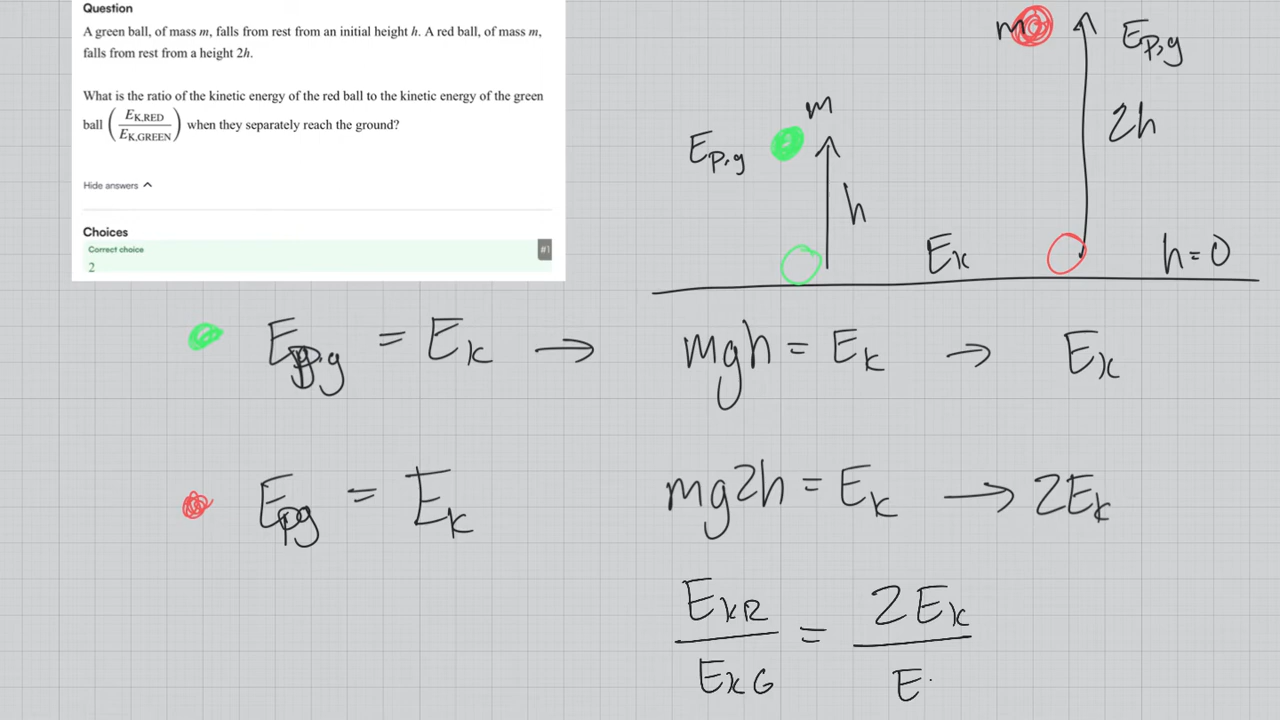 Question
A green ball, of mass m, falls from rest from an initial height h. A red ball, of mass m,
falls from rest from a height 2h.
What is the ratio of the kinetic energy of the red ball to the kinetic energy of the green
ball (E_K,RED / E_K,GREEN) when they separately reach the ground?
Hide answers
Choices
Correct choice
#1
2
m
E_p,g
h
m
E_p,g
2h
E_k
h = 0
E_p,g = E_k → mgh = E_k → E_k
E_pg = E_k mg2h = E_k → 2E_k
E_KR / E_KG = 2E_k / E